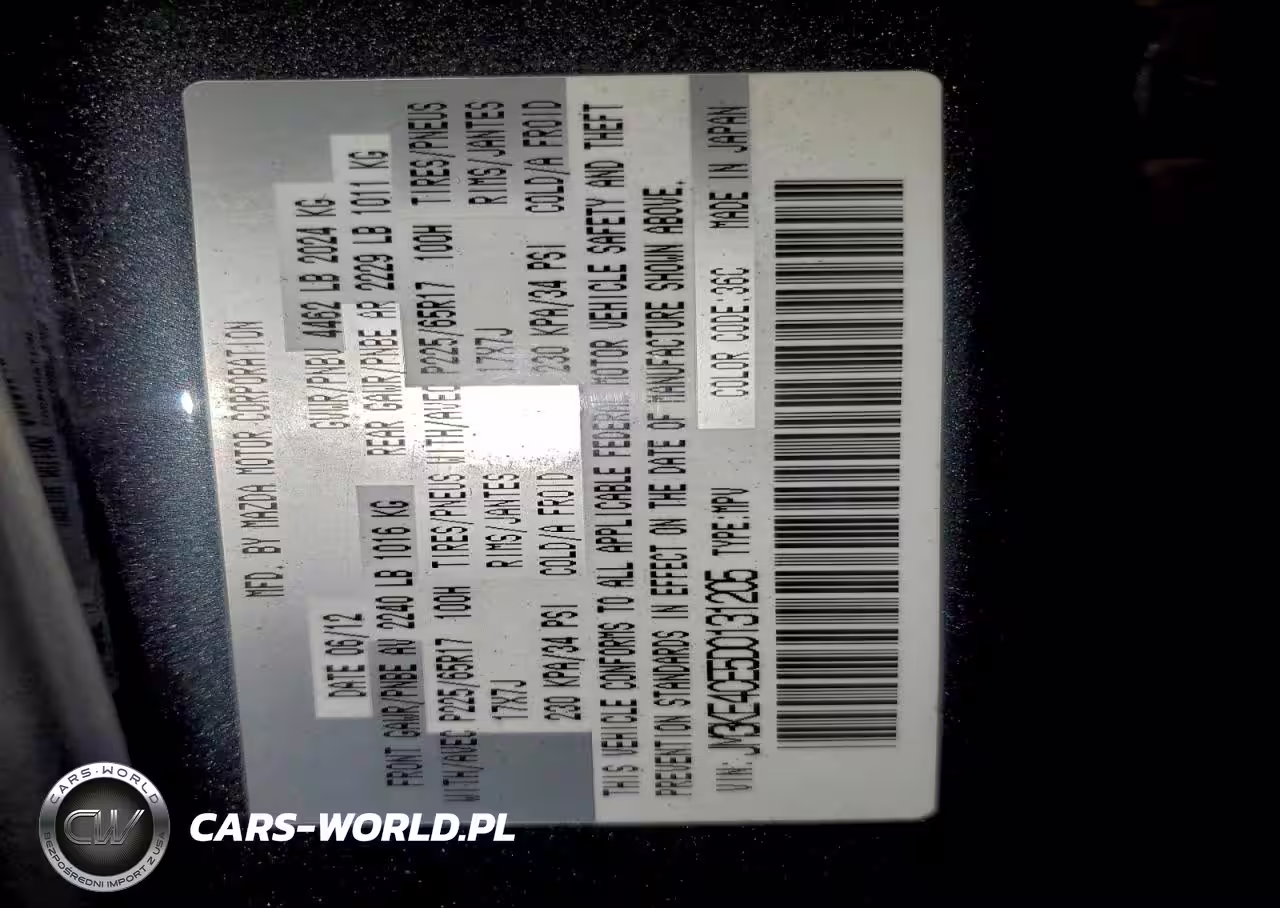 MFD. BY MAZDA MOTOR CORPORATION
DATE 06/12 GVWR/PNBV 4462 LB 2024 KG
FRONT GAWR/PNBE AV 2240 LB 1016 KG REAR GAWR/PNBE AR 2229 LB 1011 KG
WITH/AVEC P225/65R17 100H TIRES/PNEUS WITH/AVEC P225/65R17 100H TIRES/PNEUS
17X7J RIMS/JANTES 17X7J RIMS/JANTES
230 KPA/34 PSI COLD/A FROID 230 KPA/34 PSI COLD/A FROID
THIS VEHICLE CONFORMS TO ALL APPLICABLE FEDERAL MOTOR VEHICLE SAFETY AND THEFT
PREVENTION STANDARDS IN EFFECT ON THE DATE OF MANUFACTURE SHOWN ABOVE.
VIN: JM3KE4CE5D0131205 TYPE:MPV COLOR CODE:36C MADE IN JAPAN
CARS-WORLD
CW
BEZPOŚREDNI IMPORT Z USA
CARS-WORLD.PL